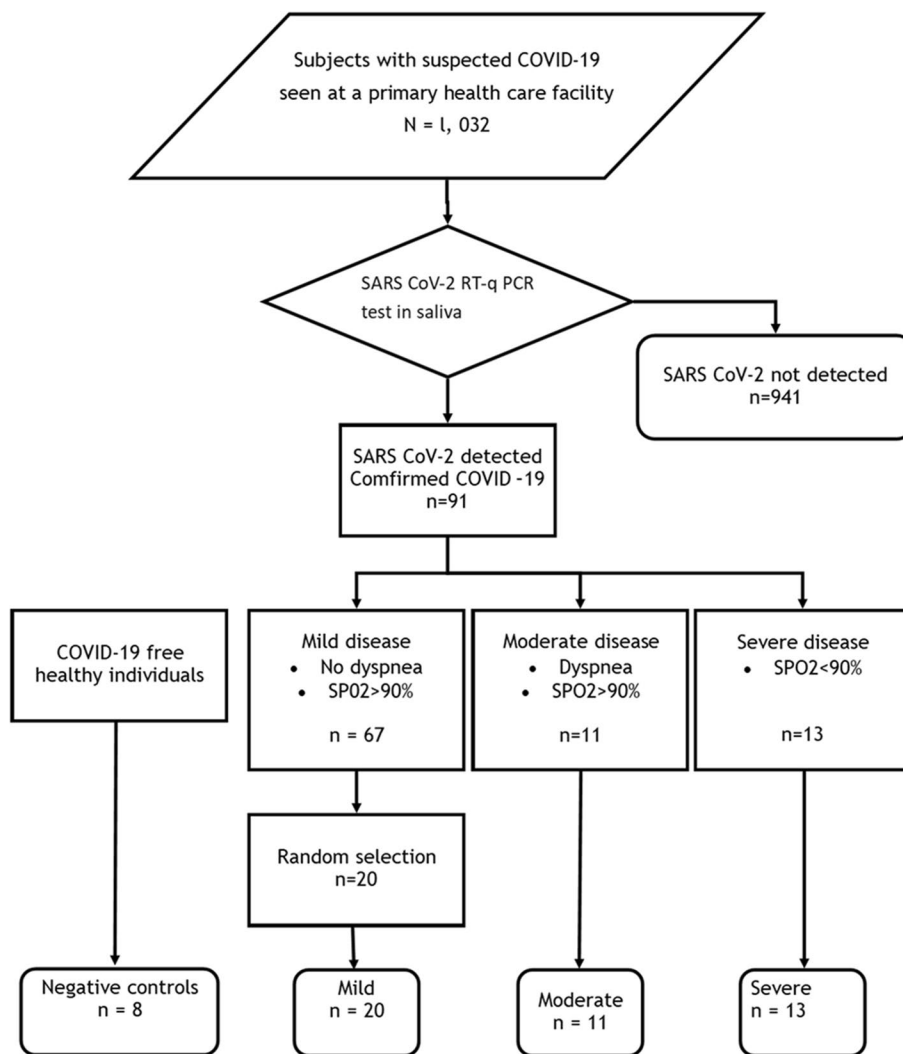 Subjects with suspected COVID-19
seen at a primary health care facility
N = l, 032
SARS CoV-2 RT-q PCR
test in saliva
SARS CoV-2 not detected
n=941
SARS CoV-2 detected
Comfirmed COVID -19
n=91
COVID-19 free
healthy individuals
Mild disease
• No dyspnea
• SP02>90%
n = 67
Moderate disease
• Dyspnea
• SPO2>90%
n=11
Severe disease
• SPO2<90%
n=13
Random selection
n=20
Negative controls
n = 8
Mild
n = 20
Moderate
n = 11
Severe
n = 13